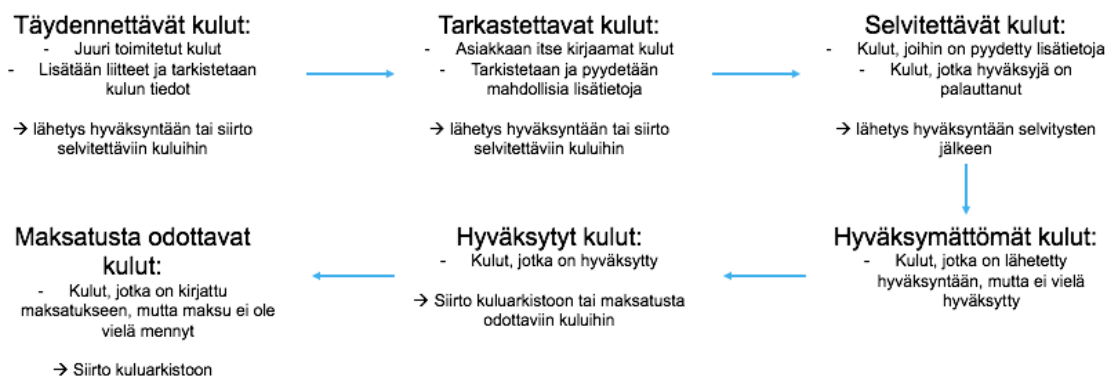 Täydennettävät kulut:
- Juuri toimitetut kulut
- Lisätään liitteet ja tarkistetaan
kulun tiedot
→ lähetys hyväksyntään tai siirto
selvitettäviin kuluihin
Tarkastettavat kulut:
- Asiakkaan itse kirjaamat kulut
- Tarkistetaan ja pyydetään
mahdollisia lisätietoja
→ lähetys hyväksyntään tai siirto
selvitettäviin kuluihin
Selvitettävät kulut:
- Kulut, joihin on pyydetty lisätietoja
- Kulut, jotka hyväksyjä on
palauttanut
→ lähetys hyväksyntään selvitysten
jälkeen
Hyväksymättömät kulut:
- Kulut, jotka on lähetetty
hyväksyntään, mutta ei vielä
hyväksytty
Hyväksytyt kulut:
- Kulut, jotka on hyväksytty
→ Siirto kuluarkistoon tai maksatusta
odottaviin kuluihin
Maksatusta odottavat
kulut:
- Kulut, jotka on kirjattu
maksatukseen, mutta maksu ei ole
vielä mennyt
→ Siirto kuluarkistoon